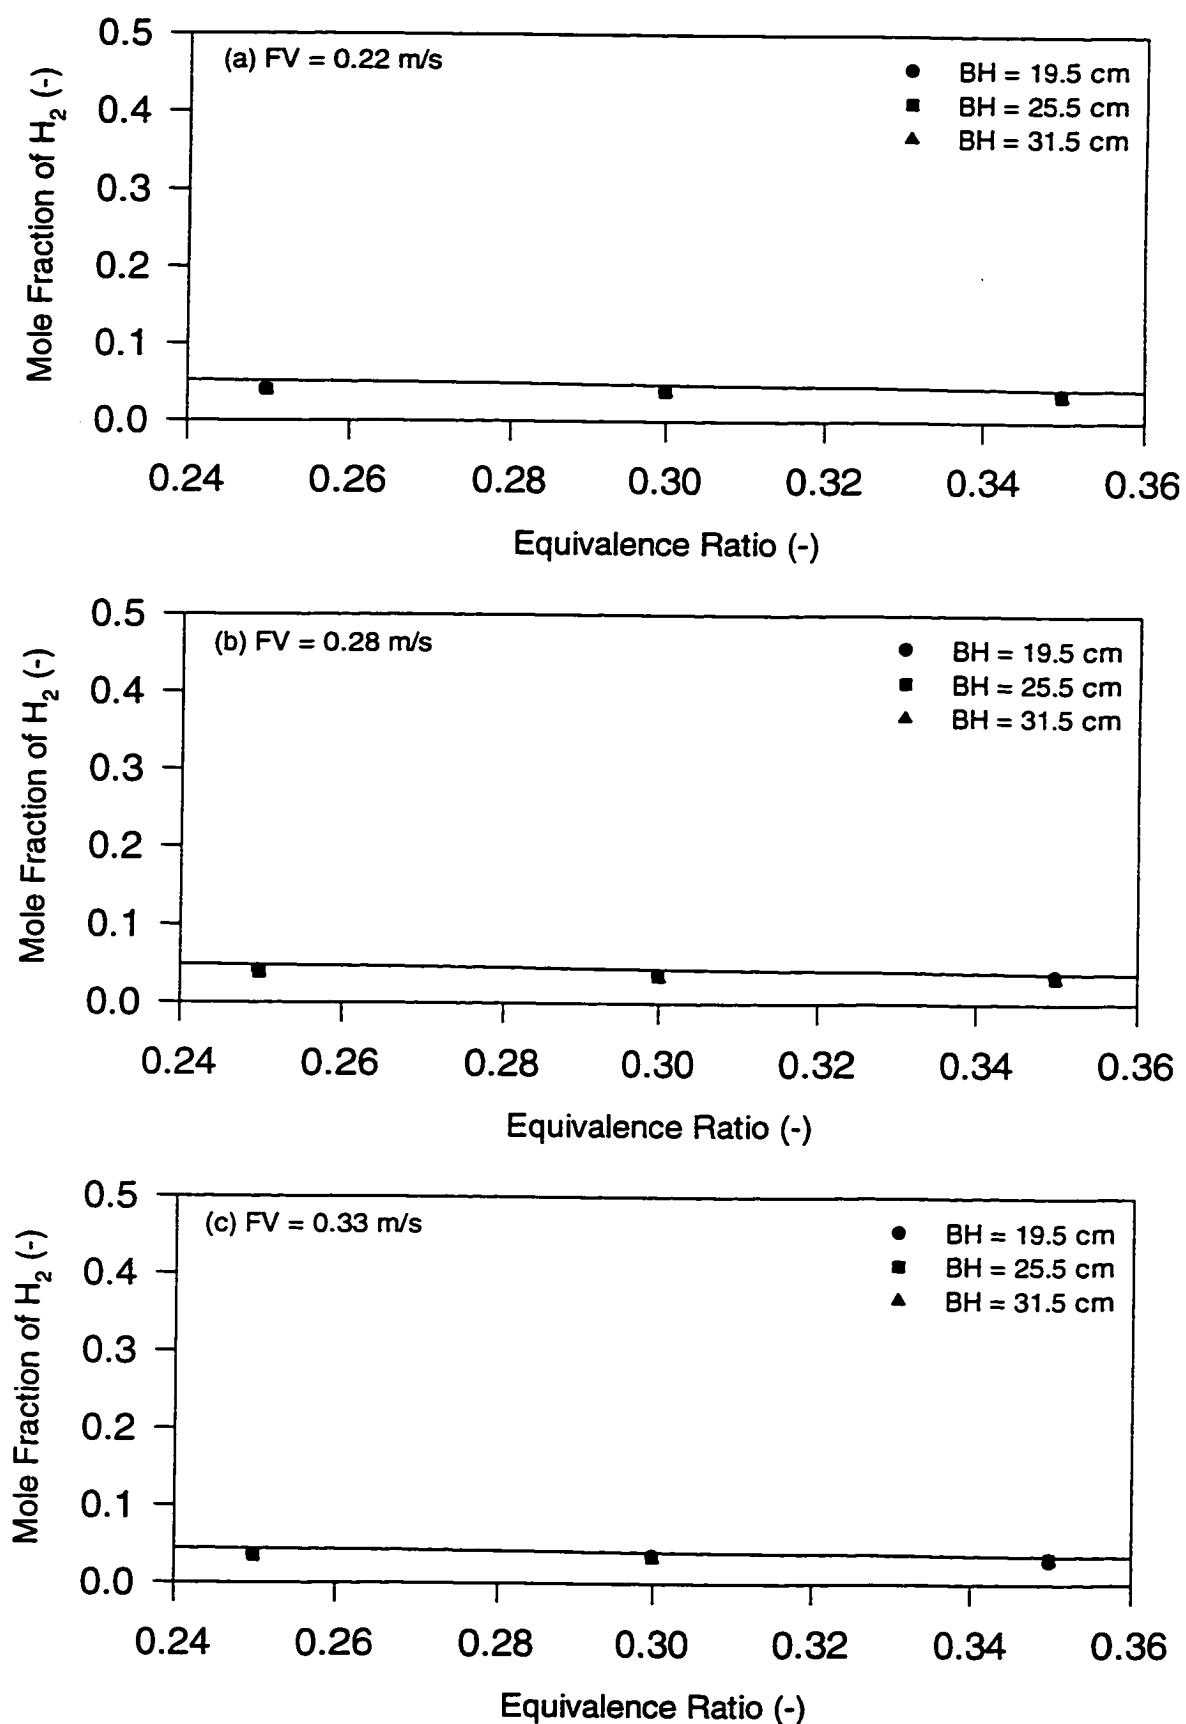 0.5
(a) FV = 0.22 m/s
BH = 19.5 cm
BH = 25.5 cm
BH = 31.5 cm
0.4
0.3
0.2
0.1
0.0
Mole Fraction of H2 (-)
0.24 0.26 0.28 0.30 0.32 0.34 0.36
Equivalence Ratio (-)
0.5
(b) FV = 0.28 m/s
BH = 19.5 cm
BH = 25.5 cm
BH = 31.5 cm
0.4
0.3
0.2
0.1
0.0
Mole Fraction of H2 (-)
0.24 0.26 0.28 0.30 0.32 0.34 0.36
Equivalence Ratio (-)
0.5
(c) FV = 0.33 m/s
BH = 19.5 cm
BH = 25.5 cm
BH = 31.5 cm
0.4
0.3
0.2
0.1
0.0
Mole Fraction of H2 (-)
0.24 0.26 0.28 0.30 0.32 0.34 0.36
Equivalence Ratio (-)